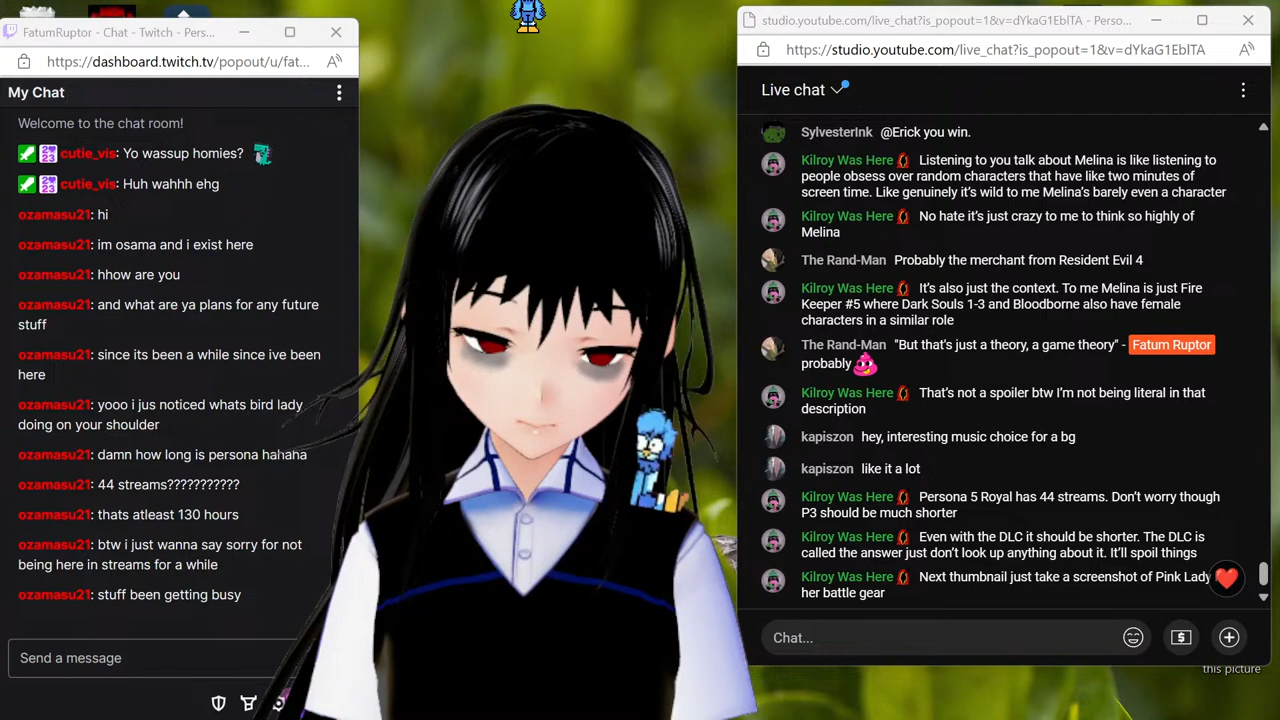 FatumRuptor - Chat - Twitch - Pers...
https://dashboard.twitch.tv/popout/u/fat...
My Chat
Welcome to the chat room!
cutie_vis: Yo wassup homies?
cutie_vis: Huh wahhh ehg
ozamasu21: hi
ozamasu21: im osama and i exist here
ozamasu21: hhow are you
ozamasu21: and what are ya plans for any future
stuff
ozamasu21: since its been a while since ive been
here
ozamasu21: yooo i jus noticed whats bird lady
doing on your shoulder
ozamasu21: damn how long is persona hahaha
ozamasu21: 44 streams???????????
ozamasu21: thats atleast 130 hours
ozamasu21: btw i just wanna say sorry for not
being here in streams for a while
ozamasu21: stuff been getting busy
Send a message
studio.youtube.com/live_chat?is_popout=1&v=dYkaG1EblTA - Perso...
https://studio.youtube.com/live_chat?is_popout=1&v=dYkaG1EblTA
Live chat
SylvesterInk @Erick you win.
Kilroy Was Here Listening to you talk about Melina is like listening to
people obsess over random characters that have like two minutes of
screen time. Like genuinely it's wild to me Melina's barely even a character
Kilroy Was Here No hate it's just crazy to me to think so highly of
Melina
The Rand-Man Probably the merchant from Resident Evil 4
Kilroy Was Here It's also just the context. To me Melina is just Fire
Keeper #5 where Dark Souls 1-3 and Bloodborne also have female
characters in a similar role
The Rand-Man "But that's just a theory, a game theory" - Fatum Ruptor
probably
Kilroy Was Here That's not a spoiler btw I'm not being literal in that
description
kapiszon hey, interesting music choice for a bg
kapiszon like it a lot
Kilroy Was Here Persona 5 Royal has 44 streams. Don't worry though
P3 should be much shorter
Kilroy Was Here Even with the DLC it should be shorter. The DLC is
called the answer just don't look up anything about it. It'll spoil things
Kilroy Was Here Next thumbnail just take a screenshot of Pink Lady
her battle gear
Chat...
this picture